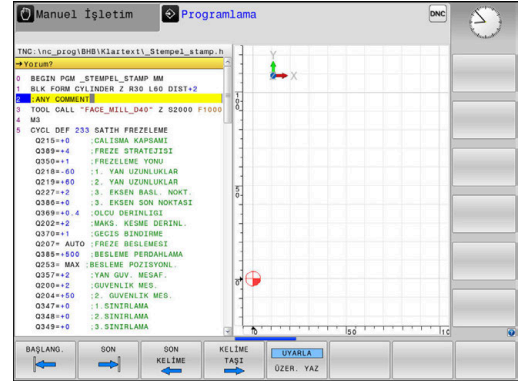 Manuel İşletim
Programlama
DNC
TNC:\nc_prog\BHB\Klartext\_Stempel_stamp.h
→Yorum?
0 BEGIN PGM _STEMPEL_STAMP MM
1 BLK FORM CYLINDER Z R30 L60 DIST+2
2 ;ANY COMMENT
3 TOOL CALL "FACE_MILL_D40" Z S2000 F1000
4 M3
5 CYCL DEF 233 SATIH FREZELEME
Q215=+0 ;CALISMA KAPSAMI
Q389=+4 ;FREZE STRATEJISI
Q350=+1 ;FREZELEME YONU
Q218=-60 ;1. YAN UZUNLUKLAR
Q219=+60 ;2. YAN UZUNLUKLAR
Q227=+2 ;3. EKSEN BASL. NOKT.
Q386=+0 ;3. EKSEN SON NOKTASI
Q369=+0.4 ;OLCU DERINLIGI
Q202=+2 ;MAKS. KESME DERINL.
Q370=+1 ;GECIS BINDIRME
Q207= AUTO ;FREZE BESLEMESI
Q385=+500 ;BESLEME PERDAHLAMA
Q253= MAX ;BESLEME POZISYONL.
Q357=+2 ;YAN GUV. MESAF.
Q200=+2 ;GUVENLIK MES.
Q204=+50 ;2. GUVENLIK MES.
Q347=+0 ;1.SINIRLAMA
Q348=+0 ;2.SINIRLAMA
Q349=+0 ;3.SINIRLAMA
Y
X
50
BAŞLANG.
SON
SON KELİME
KELİME TAŞI
UYARLA
ÜZER. YAZ